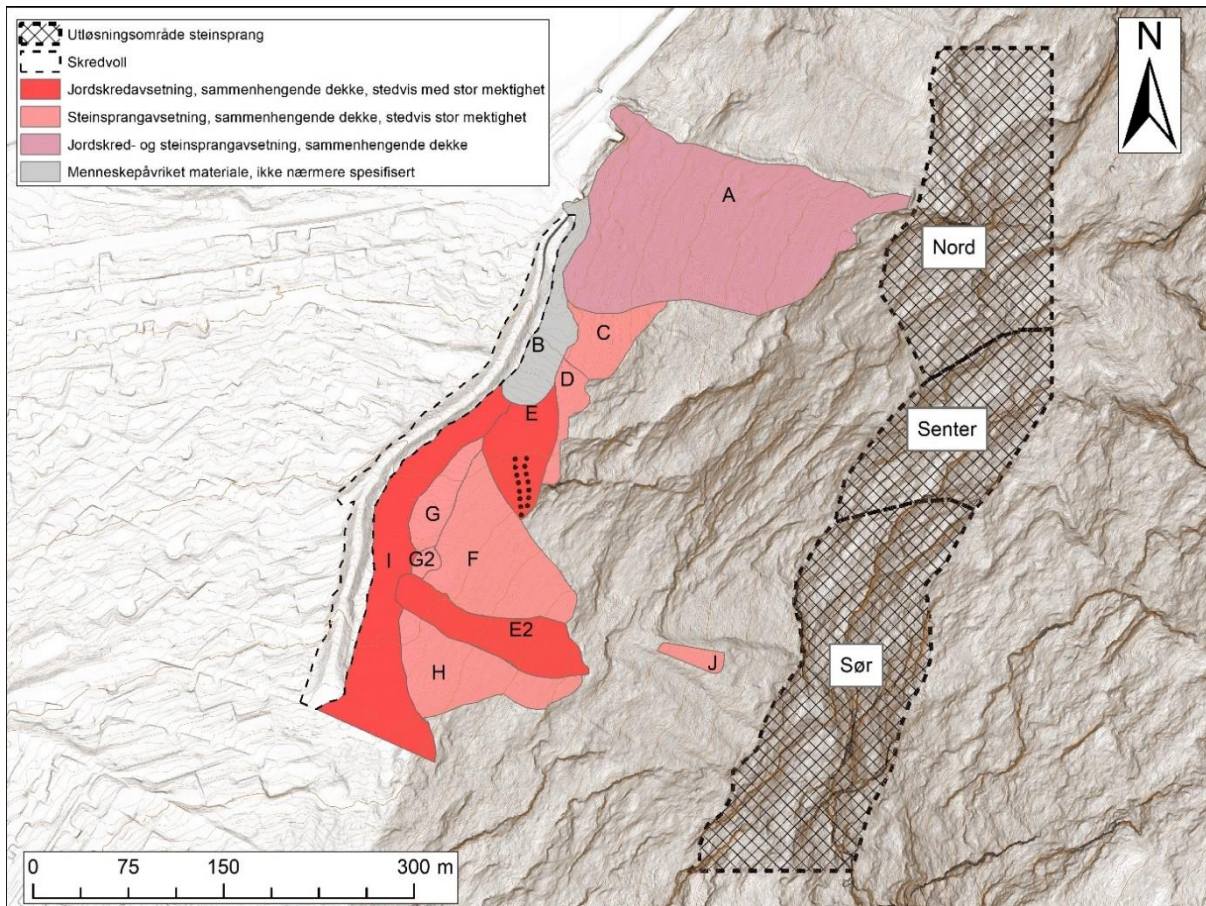 Utløsningsområde steinsprang
Skredvoll
Jordskredavsetning, sammenhengende dekke, stedvis med stor mektighet
Steinsprangavsetning, sammenhengende dekke, stedvis stor mektighet
Jordskred- og steinsprangavsetning, sammenhengende dekke
Menneskepåvriket materiale, ikke nærmere spesifisert
N
A
Nord
B
C
D
E
Senter
G
G2
F
I
E2
H
J
Sør
0 75 150 300 m